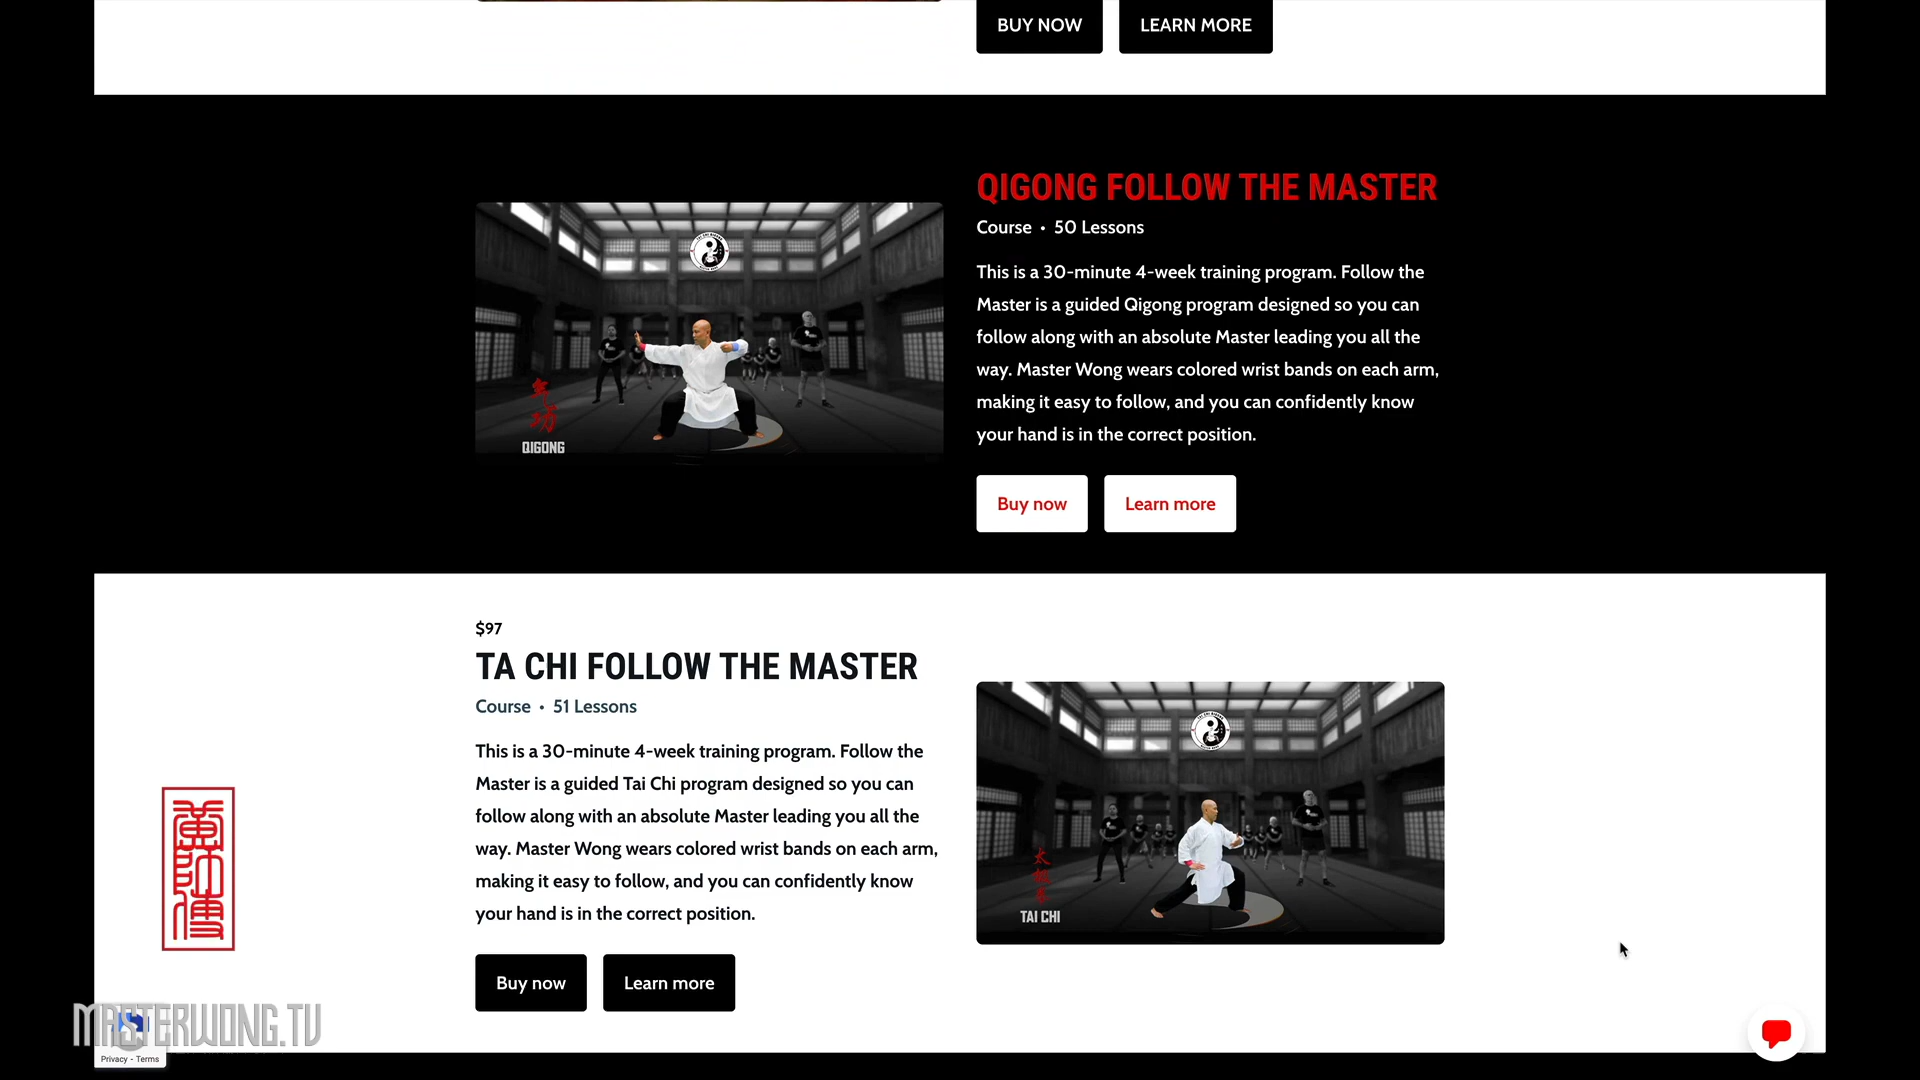 BUY NOW LEARN MORE
QIGONG FOLLOW THE MASTER
Course • 50 Lessons
This is a 30-minute 4-week training program. Follow the
Master is a guided Qigong program designed so you can
follow along with an absolute Master leading you all the
way. Master Wong wears colored wrist bands on each arm,
making it easy to follow, and you can confidently know
your hand is in the correct position.
Buy now Learn more
QIGONG
$97
TA CHI FOLLOW THE MASTER
Course • 51 Lessons
This is a 30-minute 4-week training program. Follow the
Master is a guided Tai Chi program designed so you can
follow along with an absolute Master leading you all the
way. Master Wong wears colored wrist bands on each arm,
making it easy to follow, and you can confidently know
your hand is in the correct position.
Buy now Learn more
TAI CHI
黃師傅
MASTERWONG.TV
Privacy - Terms